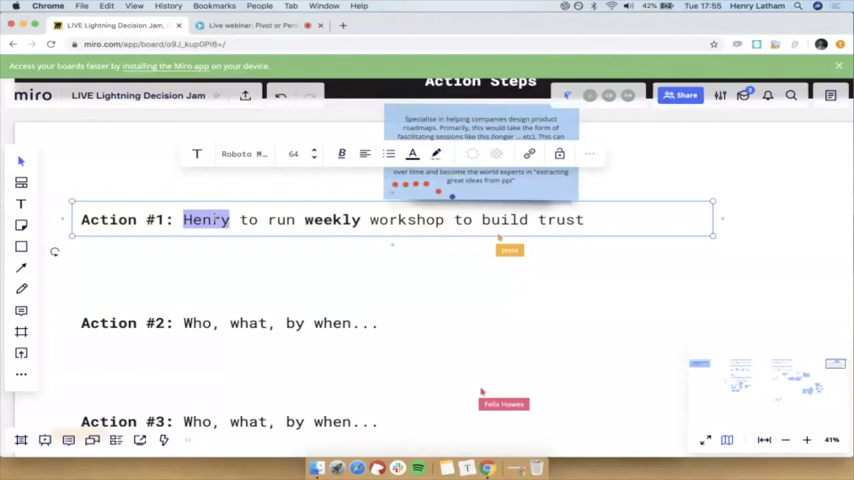 Chrome File Edit View History Bookmarks People Tab Window Help 42% Tue 17:55 Henry Latham
LIVE Lightning Decision Jam, Live webinar: Pivot or Pers
miro.com/app/board/o9J_kup0PI8=/
Access your boards faster by installing the Miro app on your device.
Action Steps
miro LIVE Lightning Decision Jam Share
Specialise in helping companies design product
roadmaps. Primarily, this would take the form of
fascilitating sessions like this (longer ... etc). This can
T Roboto M... 64 B A
over time and become the world experts in "extracting
great ideas from ppl"
Action #1: Henry to run weekly workshop to build trust
Action #2: Who, what, by when...
Felix Howes
Action #3: Who, what, by when...
41%